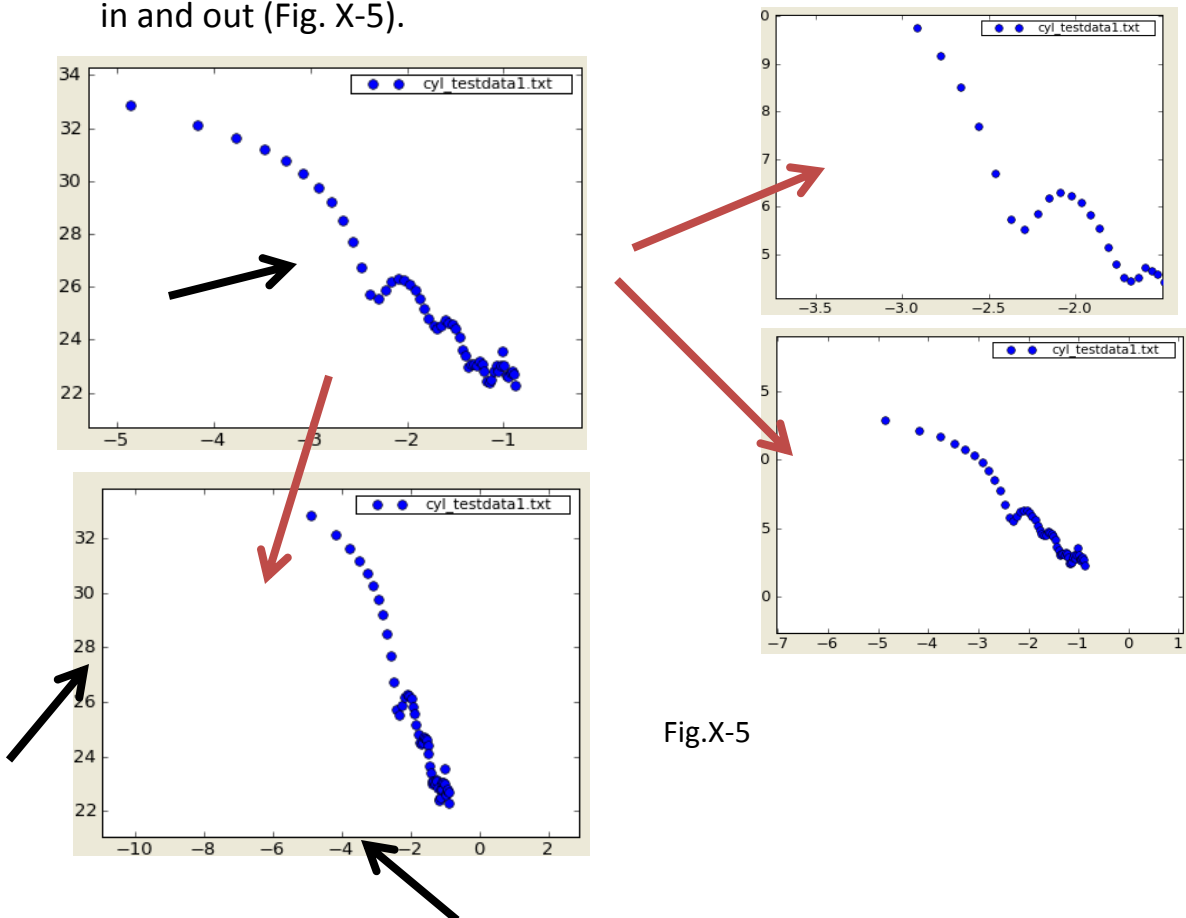 in and out (Fig. X-5).
cyl_testdata1.txt
34
32
30
28
26
24
22
−5 −4 −3 −2 −1
cyl_testdata1.txt
0
9
8
7
6
5
−3.5 −3.0 −2.5 −2.0
cyl_testdata1.txt
5
0
5
0
−7 −6 −5 −4 −3 −2 −1 0 1
cyl_testdata1.txt
32
30
28
26
24
22
−10 −8 −6 −4 −2 0 2
Fig.X-5